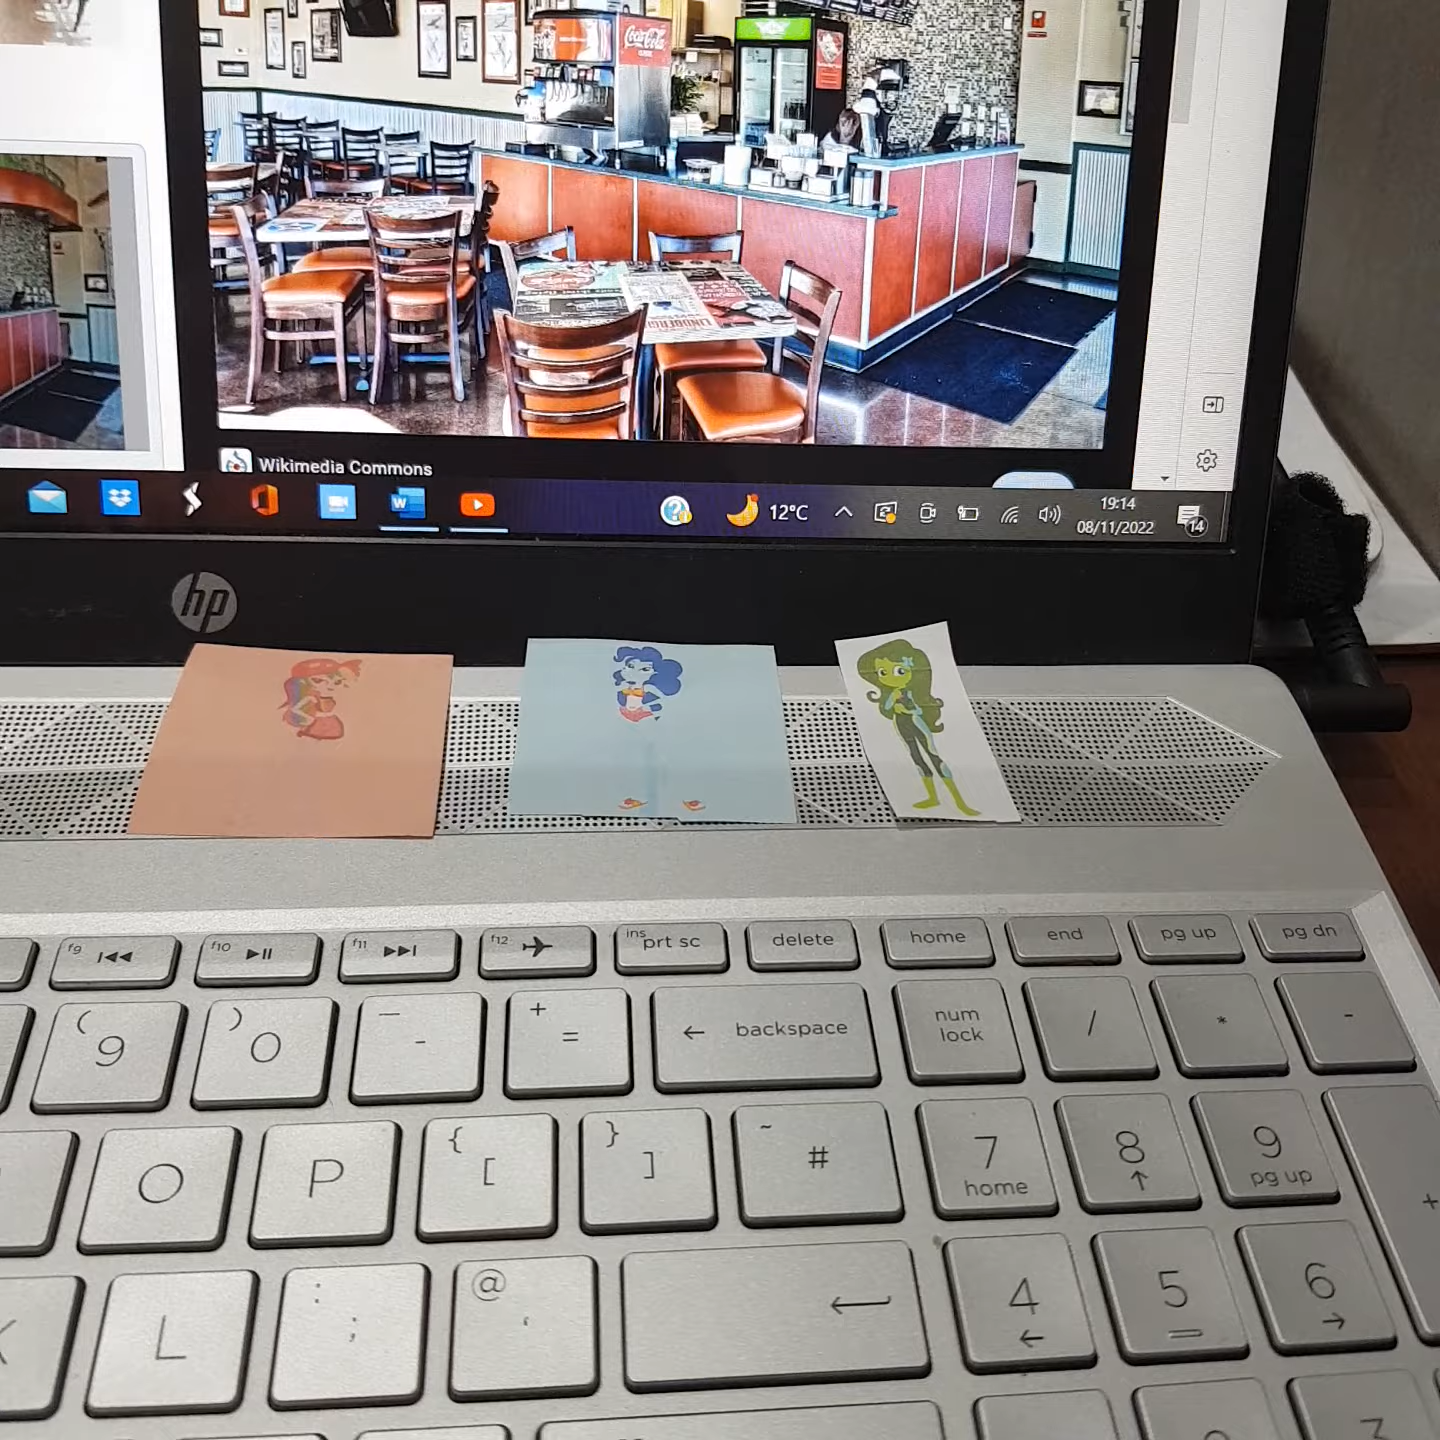 Coca-Cola
Wikimedia Commons
W
12°C
19:14
08/11/2022
14
hp
f9
f10
f11
f12
ins
prt sc
delete
home
end
pg up
pg dn
( 9
) 0
_ -
+ =
← backspace
num
lock
/
*
-
O
P
{ [
} ]
~ #
7
home
8
↑
9
pg up
+
K
L
: ;
@ '
4
←
5
6
→
3